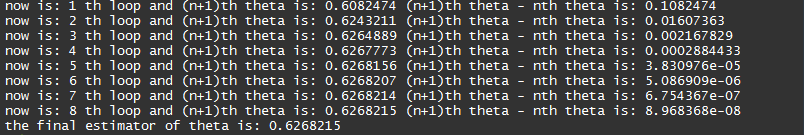 now is: 1 th loop and (n+1)th theta is: 0.6082474 (n+1)th theta - nth theta is: 0.1082474
now is: 2 th loop and (n+1)th theta is: 0.6243211 (n+1)th theta - nth theta is: 0.01607363
now is: 3 th loop and (n+1)th theta is: 0.6264889 (n+1)th theta - nth theta is: 0.002167829
now is: 4 th loop and (n+1)th theta is: 0.6267773 (n+1)th theta - nth theta is: 0.0002884433
now is: 5 th loop and (n+1)th theta is: 0.6268156 (n+1)th theta - nth theta is: 3.830976e-05
now is: 6 th loop and (n+1)th theta is: 0.6268207 (n+1)th theta - nth theta is: 5.086909e-06
now is: 7 th loop and (n+1)th theta is: 0.6268214 (n+1)th theta - nth theta is: 6.754367e-07
now is: 8 th loop and (n+1)th theta is: 0.6268215 (n+1)th theta - nth theta is: 8.968368e-08
the final estimator of theta is: 0.6268215